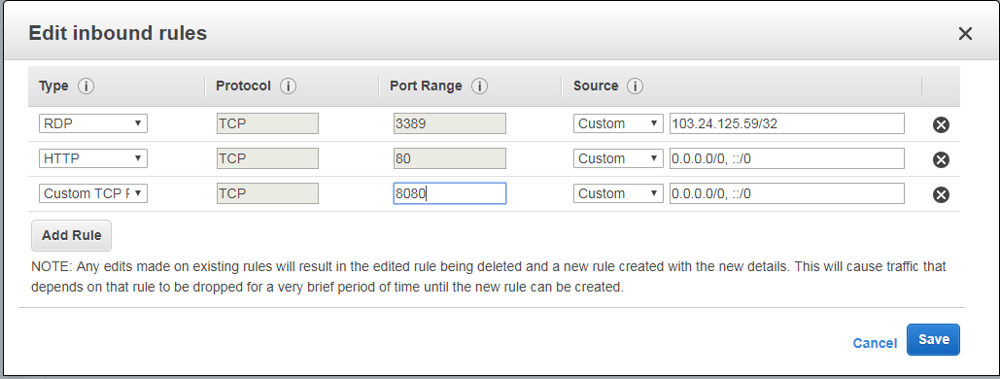 Edit inbound rules
Type Protocol Port Range Source
RDP TCP 3389 Custom 103.24.125.59/32
HTTP TCP 80 Custom 0.0.0.0/0, ::/0
Custom TCP F TCP 8080 Custom 0.0.0.0/0, ::/0
Add Rule
NOTE: Any edits made on existing rules will result in the edited rule being deleted and a new rule created with the new details. This will cause traffic that
depends on that rule to be dropped for a very brief period of time until the new rule can be created.
Cancel Save